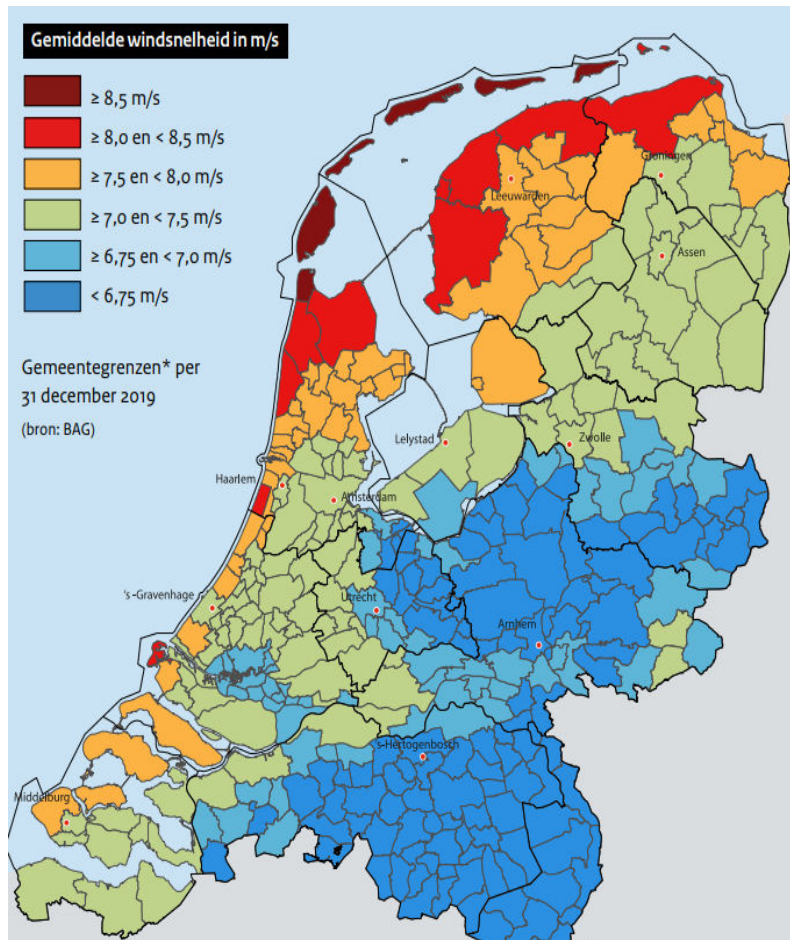 Gemiddelde windsnelheid in m/s
≥ 8,5 m/s
≥ 8,0 en < 8,5 m/s
≥ 7,5 en < 8,0 m/s
≥ 7,0 en < 7,5 m/s
≥ 6,75 en < 7,0 m/s
< 6,75 m/s
Gemeentegrenzen* per
31 december 2019
(bron: BAG)
Groningen
Leeuwarden
Assen
Lelystad
Zwolle
Haarlem
Amsterdam
's-Gravenhage
Utrecht
Arnhem
's-Hertogenbosch
Middelburg